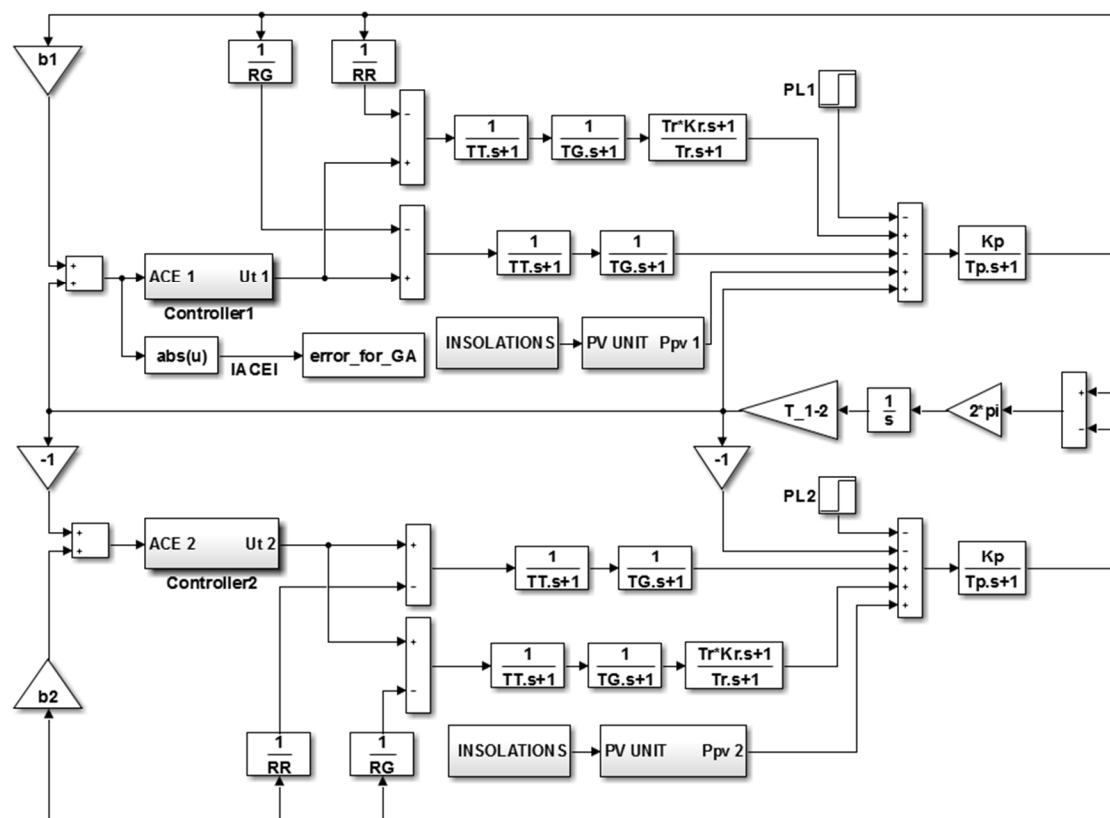 b1
1
RG
1
RR
PL1
-
+
1
TT.s+1
1
TG.s+1
Tr*Kr.s+1
Tr.s+1
-
+
1
TT.s+1
1
TG.s+1
-
+
-
+
+
Kp
Tp.s+1
+
+
ACE 1 Ut 1
Controller1
abs(u)
IACEI
error_for_GA
INSOLATIONS
PV UNIT Ppv 1
T_1-2
1
s
2*pi
+
-
-1
-1
PL2
+
+
ACE 2 Ut 2
Controller2
+
-
1
TT.s+1
1
TG.s+1
-
-
+
+
+
Kp
Tp.s+1
+
-
1
TT.s+1
1
TG.s+1
Tr*Kr.s+1
Tr.s+1
b2
1
RR
1
RG
INSOLATIONS
PV UNIT Ppv 2